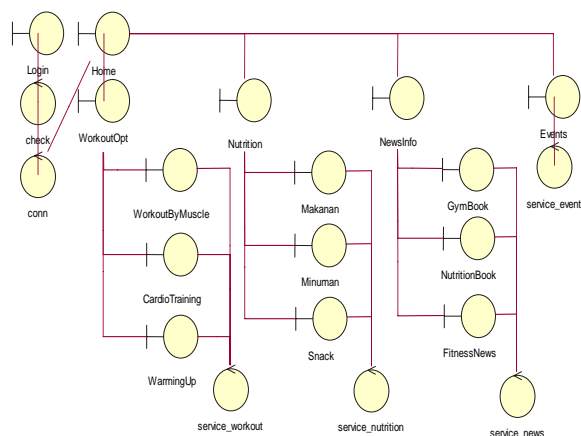 Login
Home
check
WorkoutOpt
Nutrition
NewsInfo
Events
conn
WorkoutByMuscle
Makanan
GymBook
service_event
CardioTraining
Minuman
NutritionBook
WarmingUp
Snack
FitnessNews
service_workout
service_nutrition
service_news